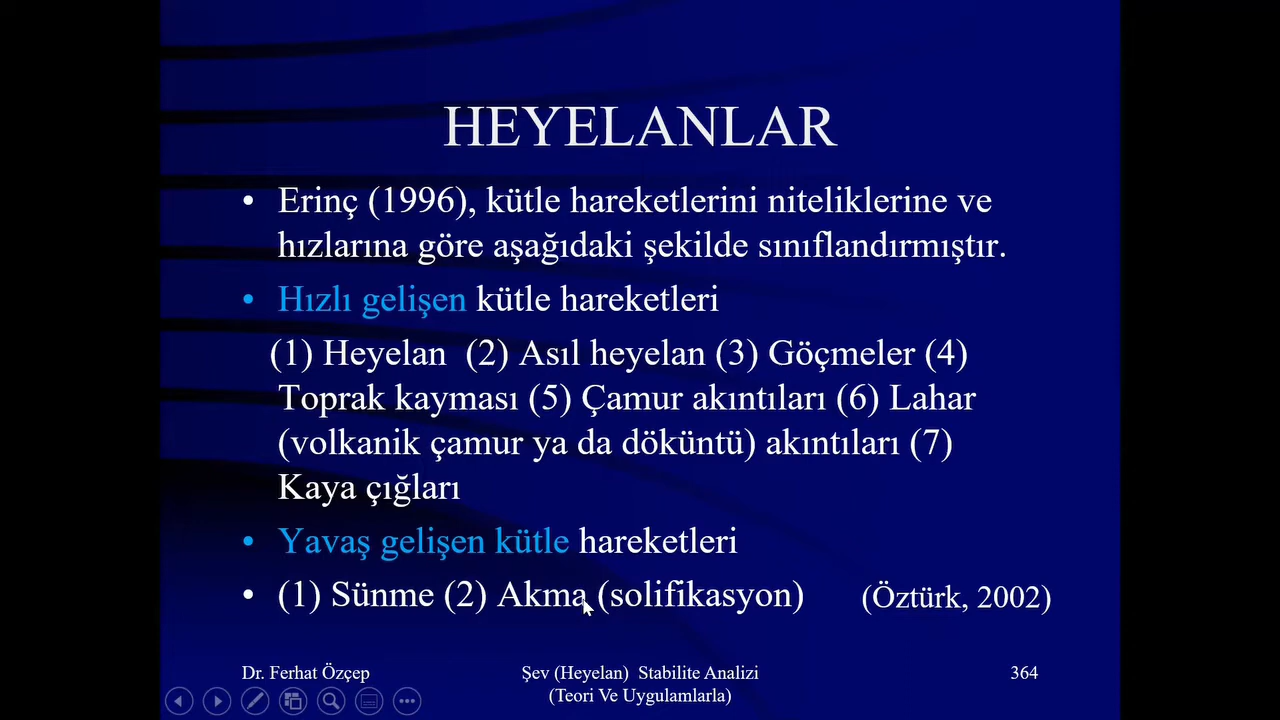 HEYELANLAR
• Erinç (1996), kütle hareketlerini niteliklerine ve
hızlarına göre aşağıdaki şekilde sınıflandırmıştır.
• Hızlı gelişen kütle hareketleri
(1) Heyelan (2) Asıl heyelan (3) Göçmeler (4)
Toprak kayması (5) Çamur akıntıları (6) Lahar
(volkanik çamur ya da döküntü) akıntıları (7)
Kaya çığları
• Yavaş gelişen kütle hareketleri
• (1) Sünme (2) Akma (solifikasyon) (Öztürk, 2002)
Dr. Ferhat Özçep
Şev (Heyelan) Stabilite Analizi
(Teori Ve Uygulamlarla)
364